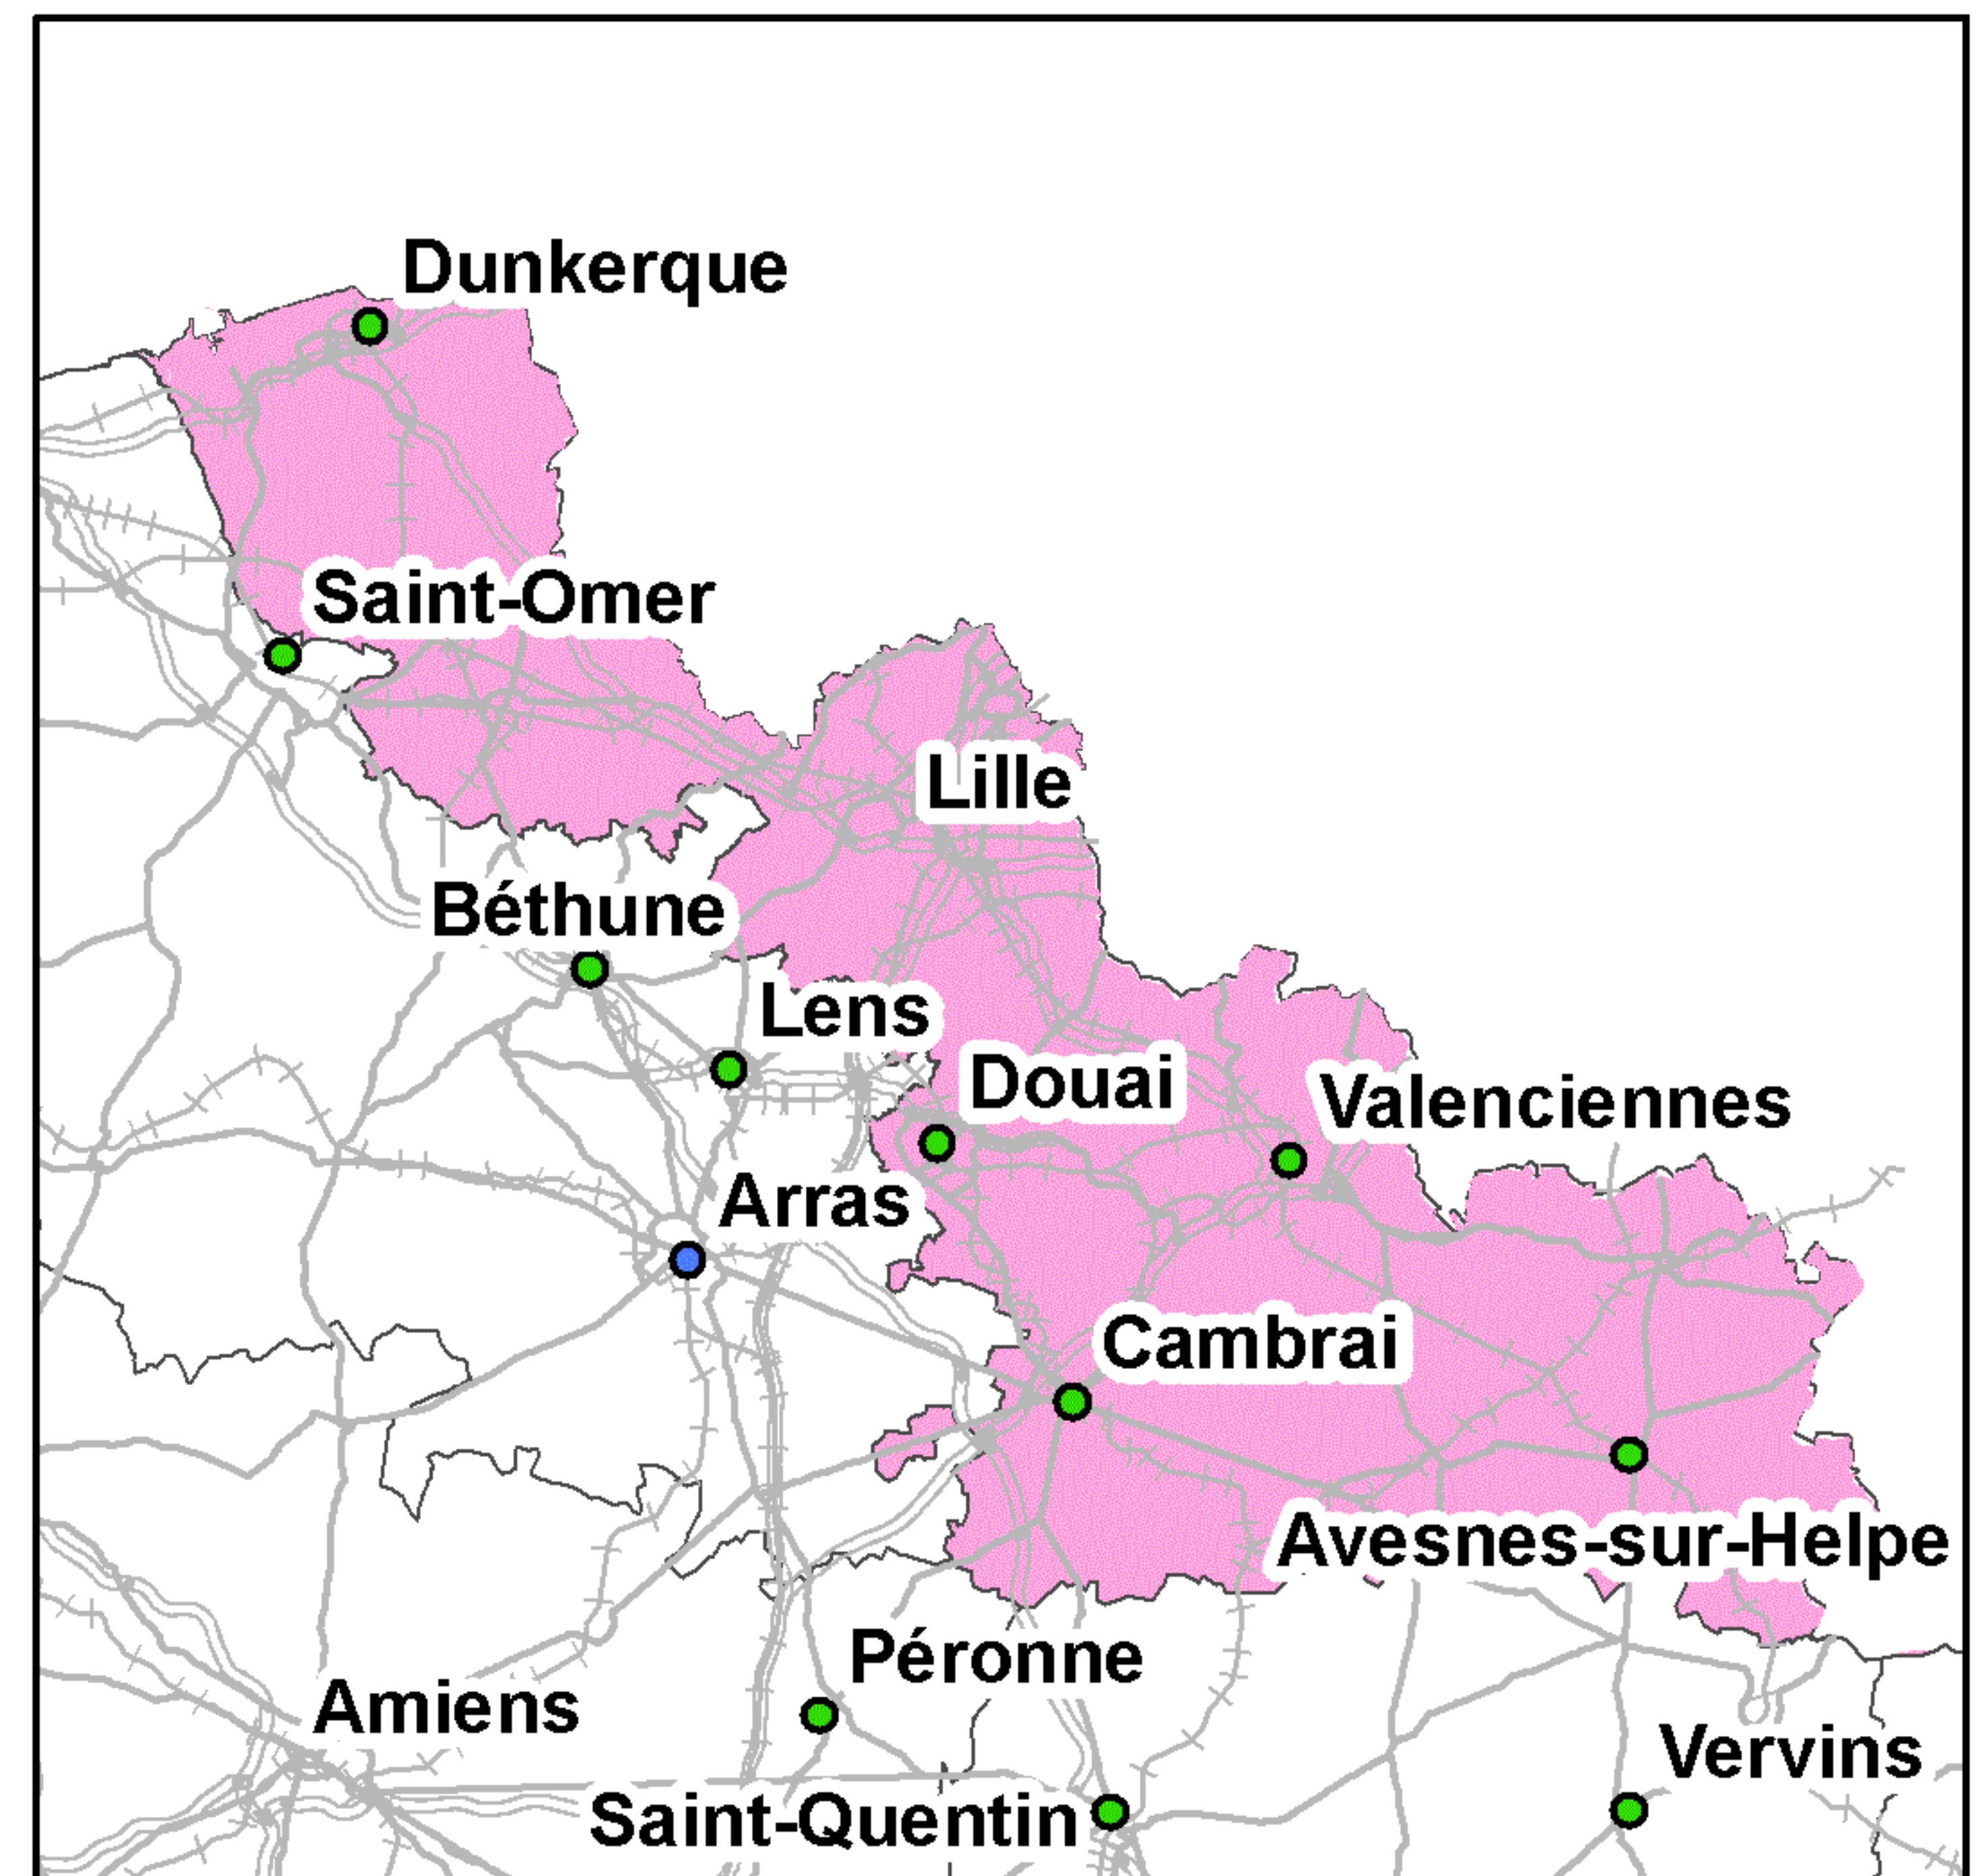 Dunkerque
Saint-Omer
Lille
Béthune
Lens
Douai
Valenciennes
Arras
Cambrai
Avesnes-sur-Helpe
Péronne
Amiens
Vervins
Saint-Quentin